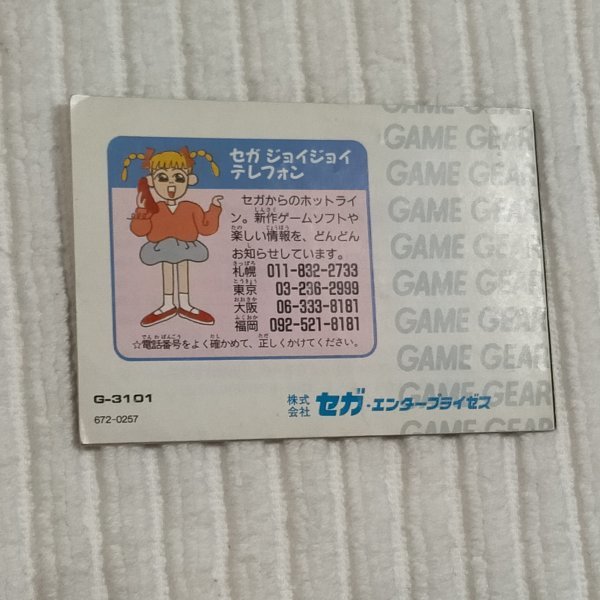 セガ ジョイジョイ
テレフォン
セガからのホットライ
ン。新作ゲームソフトや
楽しい情報を、どんどん
お知らせしています。
札幌 011-832-2733
東京 03-236-2999
大阪 06-333-8181
福岡 092-521-8181
☆電話番号をよく確かめて、正しくかけてください。
G-3101
672-0257
株式会社 セガ・エンタープライゼス
GAME GEAR
GAME GEAR
GAME GEAR
GAME GEAR
GAME GEAR
GAME GEAR
GAME GEAR
GAME GEAR
GAME GEAR
GAME GEAR